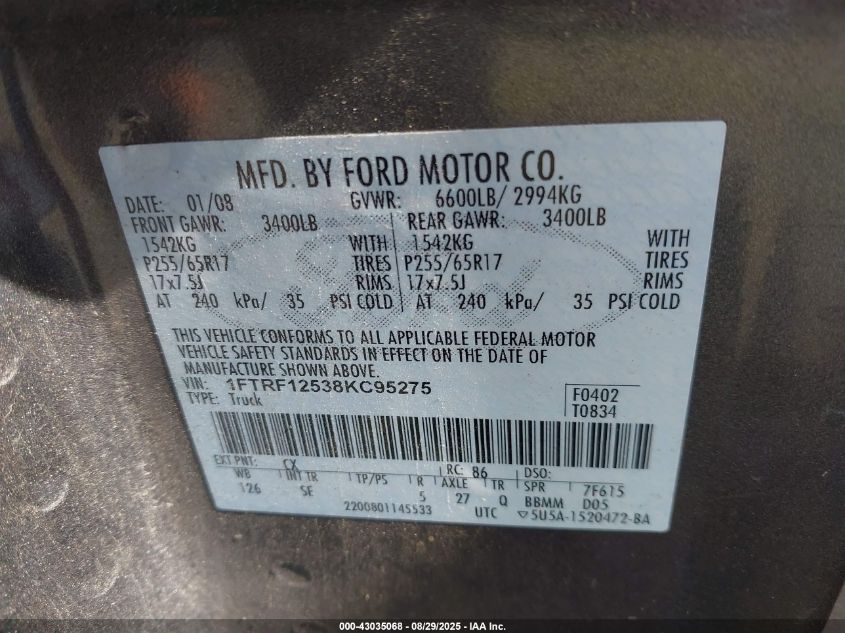 MFD. BY FORD MOTOR CO.
DATE: 01/08 GVWR: 6600LB/ 2994KG
FRONT GAWR: 3400LB REAR GAWR: 3400LB
1542KG WITH 1542KG WITH
P255/65R17 TIRES P255/65R17 TIRES
17x7.5J RIMS 17x7.5J RIMS
AT 240 kPa/ 35 PSI COLD AT 240 kPa/ 35 PSI COLD
THIS VEHICLE CONFORMS TO ALL APPLICABLE FEDERAL MOTOR
VEHICLE SAFETY STANDARDS IN EFFECT ON THE DATE OF
MANUFACTURE SHOWN ABOVE.
VIN: 1FTRF12538KC95275
TYPE: Truck
F0402
T0834
EXT PNT: CX RC: 86 DSO:
WB INT TR TP/PS R AXLE TR SPR 7F615
126 SE 5 27 Q BBMM D05
2200801145533 UTC ▽5U5A-1520472-BA
000-43035068 - 08/29/2025 - IAA Inc.